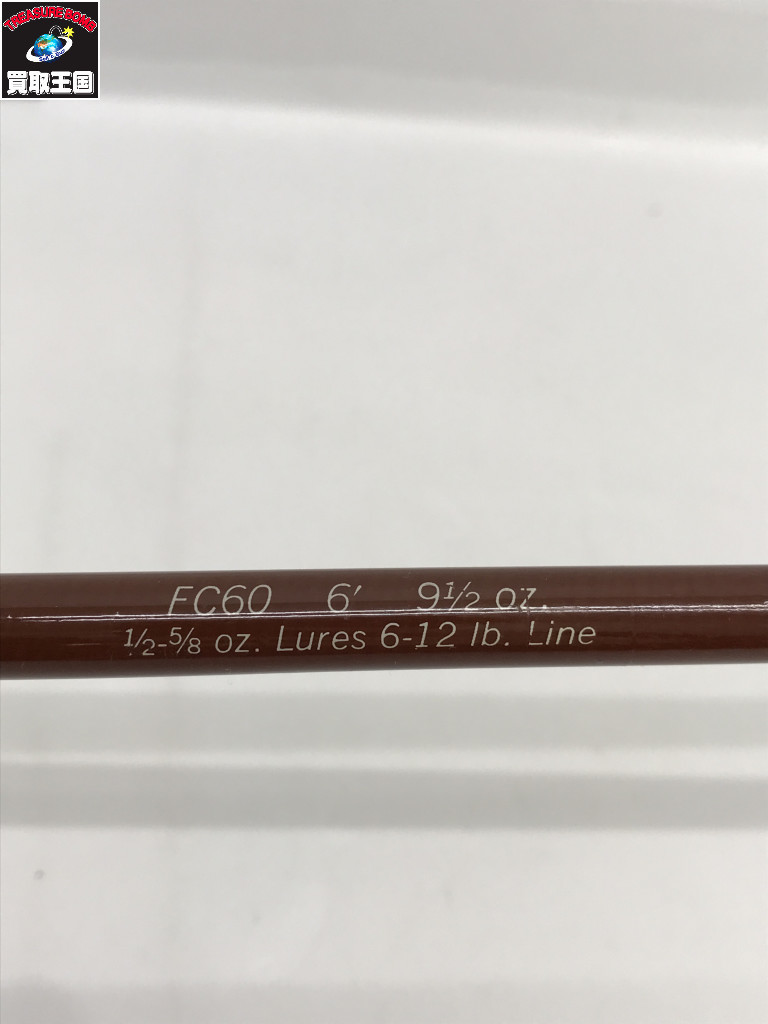 TREASURE BOMB
買取王国
FC60 6′ 9½ oz.
½-⅝ oz. Lures 6-12 lb. Line